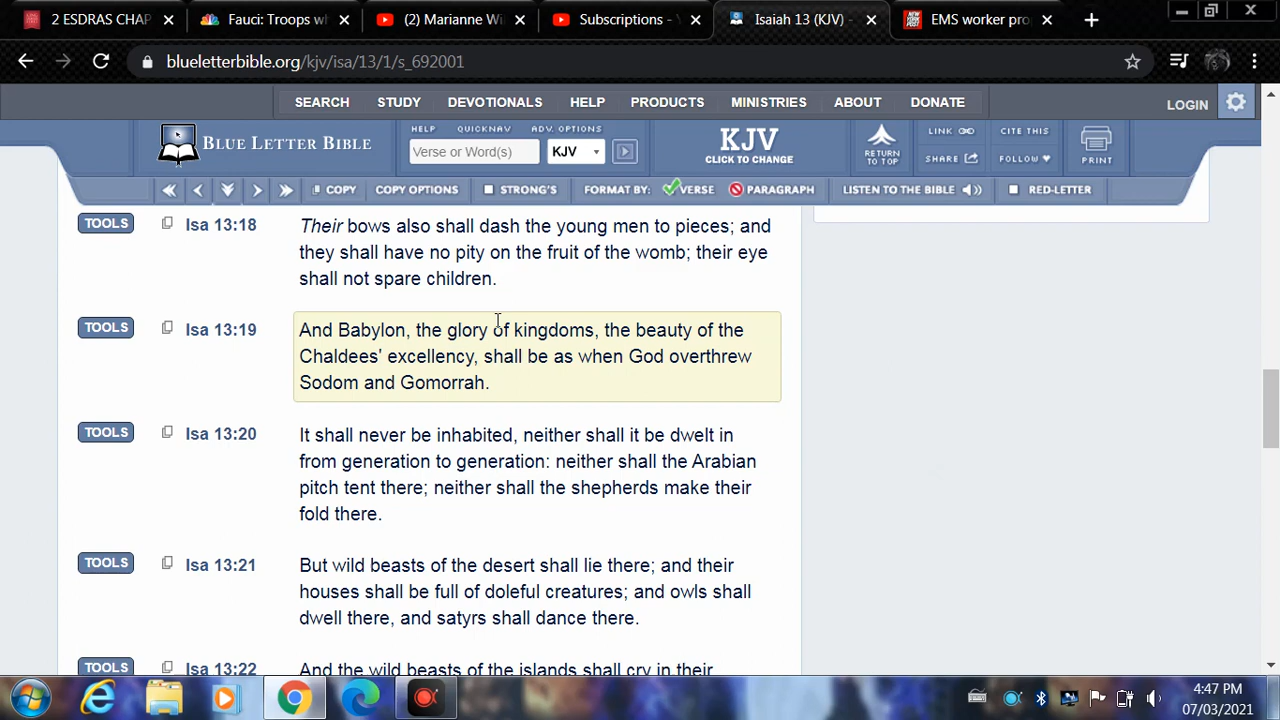 2 ESDRAS CHAP
Fauci: Troops w
(2) Marianne Wi
Subscriptions -
Isaiah 13 (KJV) -
NEW YORK POST
EMS worker pro
blueletterbible.org/kjv/isa/13/1/s_692001
SEARCH STUDY DEVOTIONALS HELP PRODUCTS MINISTRIES ABOUT DONATE LOGIN
BLUE LETTER BIBLE
HELP QUICKNAV ADV. OPTIONS
Verse or Word(s) KJV
KJV
CLICK TO CHANGE
RETURN
TO TOP
LINK CITE THIS
SHARE FOLLOW
PRINT
COPY COPY OPTIONS STRONG'S FORMAT BY: VERSE PARAGRAPH LISTEN TO THE BIBLE RED-LETTER
TOOLS Isa 13:18 Their bows also shall dash the young men to pieces; and
they shall have no pity on the fruit of the womb; their eye
shall not spare children.
TOOLS Isa 13:19 And Babylon, the glory of kingdoms, the beauty of the
Chaldees' excellency, shall be as when God overthrew
Sodom and Gomorrah.
TOOLS Isa 13:20 It shall never be inhabited, neither shall it be dwelt in
from generation to generation: neither shall the Arabian
pitch tent there; neither shall the shepherds make their
fold there.
TOOLS Isa 13:21 But wild beasts of the desert shall lie there; and their
houses shall be full of doleful creatures; and owls shall
dwell there, and satyrs shall dance there.
TOOLS Isa 13:22 And the wild beasts of the islands shall cry in their
4:47 PM
07/03/2021